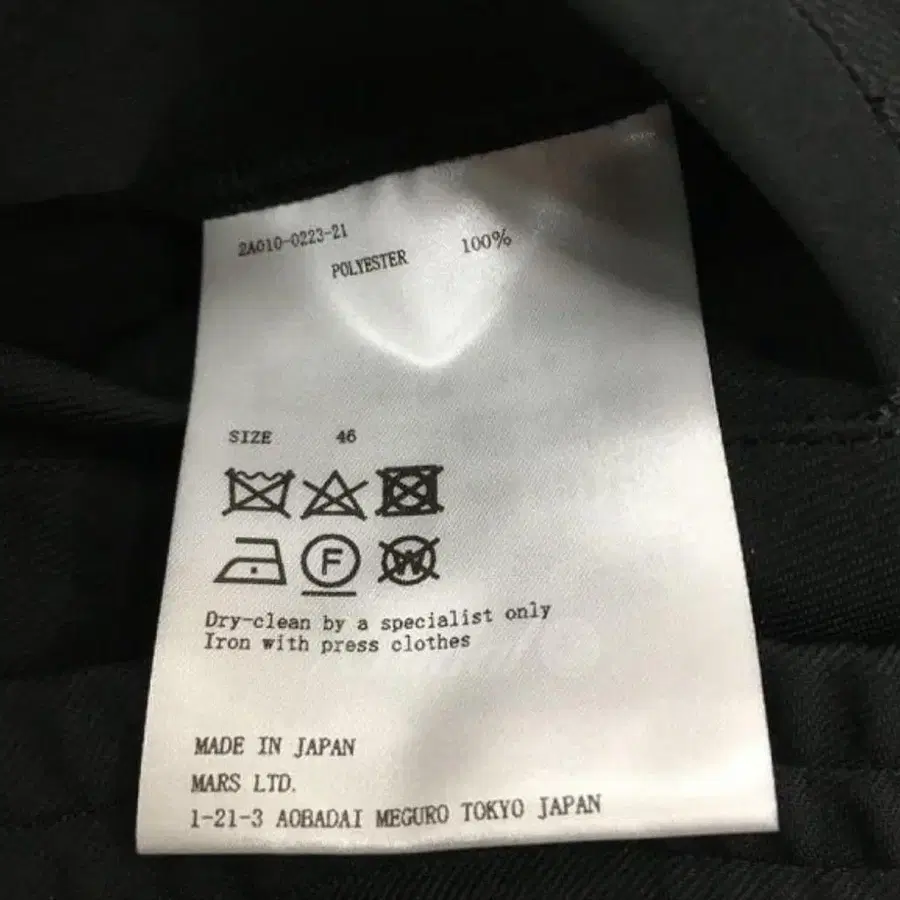 2A010-0223-21
POLYESTER 100%
SIZE 46
F W
Dry-clean by a specialist only
Iron with press clothes
MADE IN JAPAN
MARS LTD.
1-21-3 AOBADAI MEGURO TOKYO JAPAN